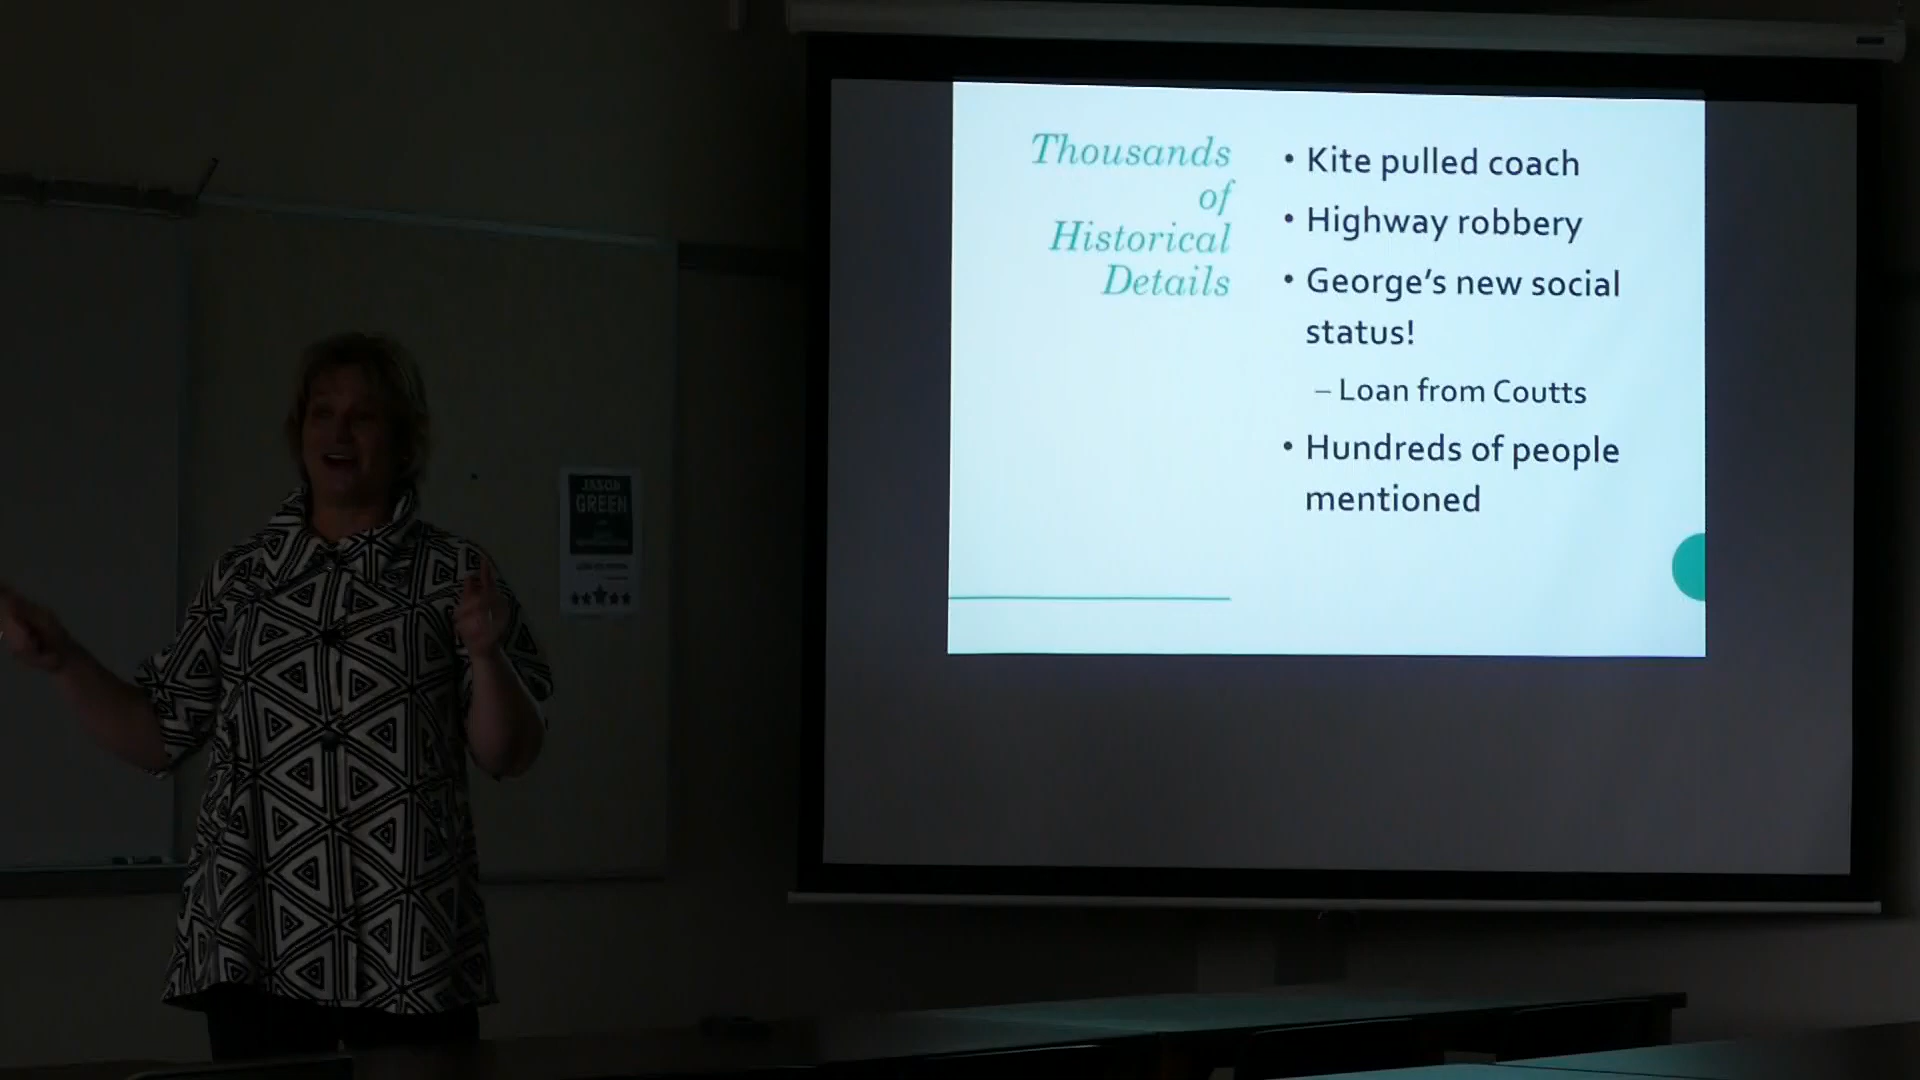 Thousands
of
Historical
Details
• Kite pulled coach
• Highway robbery
• George's new social
status!
– Loan from Coutts
• Hundreds of people
mentioned
JASON
GREEN